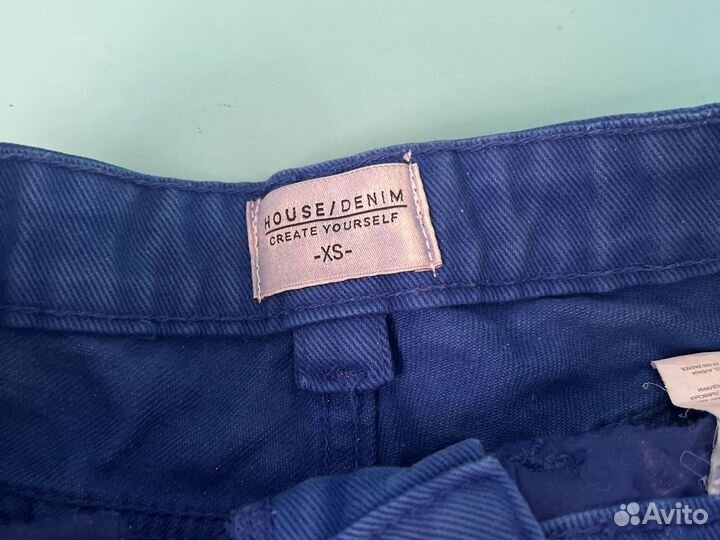 HOUSE/DENIM
CREATE YOURSELF
-XS-
Avito